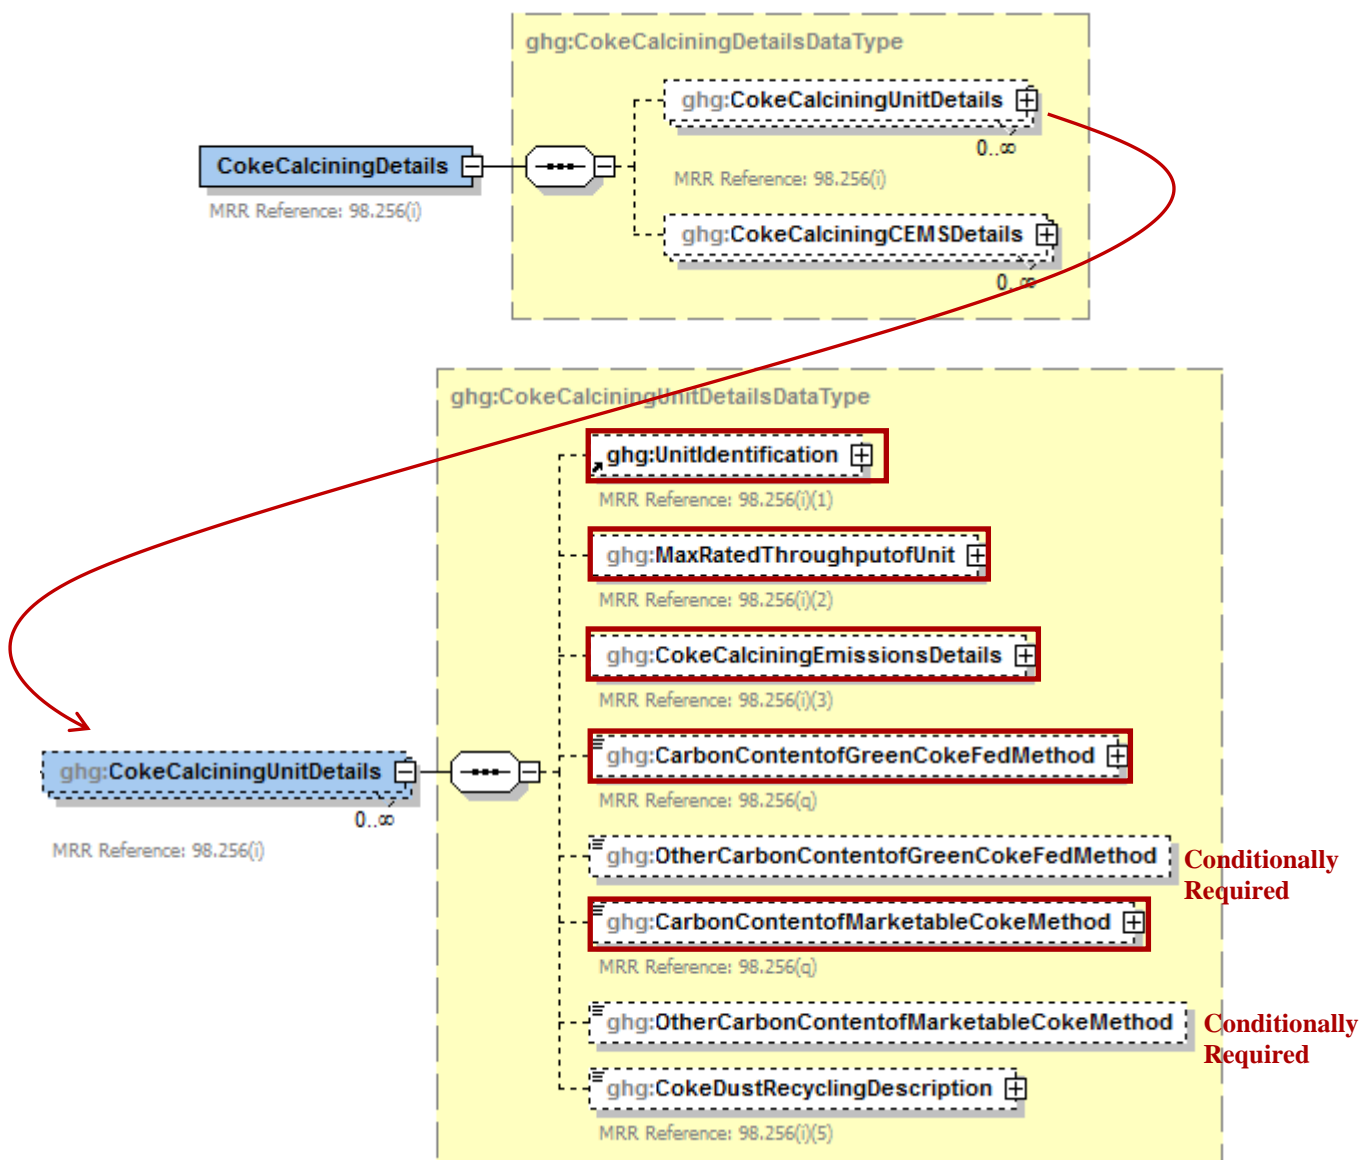 ghg:CokeCalciningDetailsDataType
ghg:CokeCalciningUnitDetails
0..∞
MRR Reference: 98.256(i)
CokeCalciningDetails
MRR Reference: 98.256(i)
ghg:CokeCalciningCEMSDetails
0..∞
ghg:CokeCalciningUnitDetailsDataType
ghg:UnitIdentification
MRR Reference: 98.256(i)(1)
ghg:MaxRatedThroughputofUnit
MRR Reference: 98.256(i)(2)
ghg:CokeCalciningEmissionsDetails
MRR Reference: 98.256(i)(3)
ghg:CarbonContentofGreenCokeFedMethod
MRR Reference: 98.256(q)
ghg:CokeCalciningUnitDetails
0..∞
MRR Reference: 98.256(i)
ghg:OtherCarbonContentofGreenCokeFedMethod
Conditionally
Required
ghg:CarbonContentofMarketableCokeMethod
MRR Reference: 98.256(q)
ghg:OtherCarbonContentofMarketableCokeMethod
Conditionally
Required
ghg:CokeDustRecyclingDescription
MRR Reference: 98.256(i)(5)